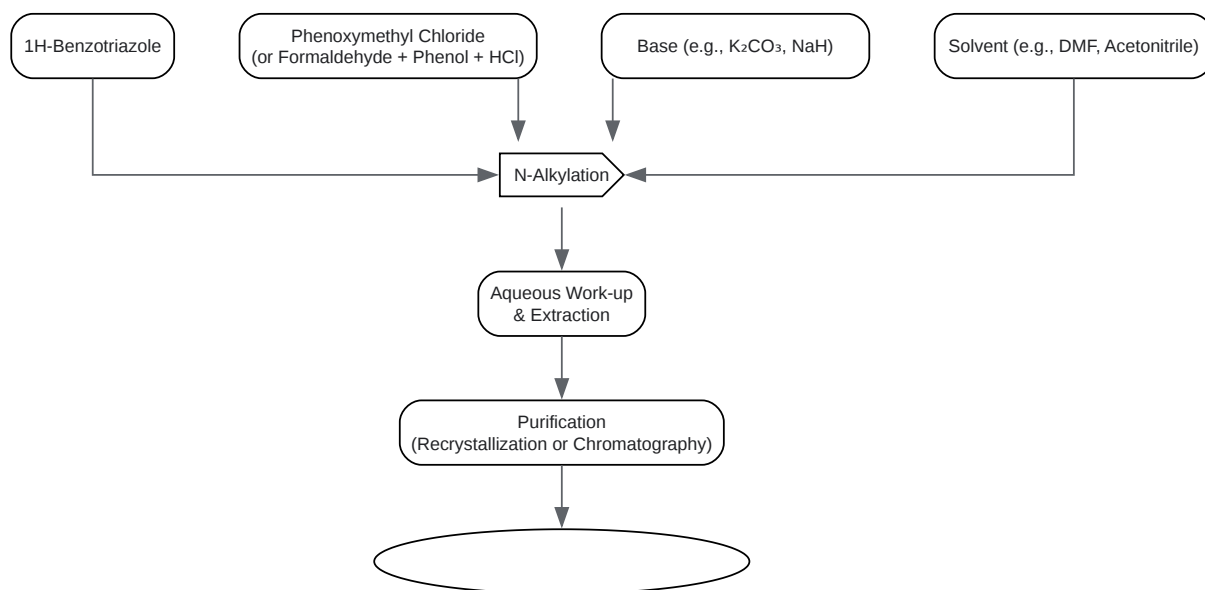 1H-Benzotriazole
Phenoxymethyl Chloride
(or Formaldehyde + Phenol + HCl)
Base (e.g., K₂CO₃, NaH)
Solvent (e.g., DMF, Acetonitrile)
N-Alkylation
Aqueous Work-up
& Extraction
Purification
(Recrystallization or Chromatography)